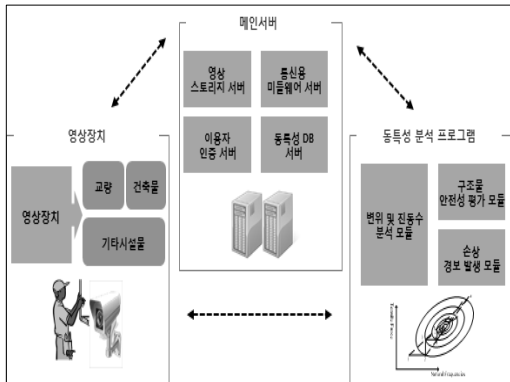 메인서버
영상
스토리지 서버
통신용
미들웨어 서버
이용자
인증 서버
동특성 DB
서버
영상장치
영상장치
교량
건축물
기타시설물
동특성 분석 프로그램
변위 및 진동수
분석 모듈
구조물
안전성 평가 모듈
손상
경보 발생 모듈